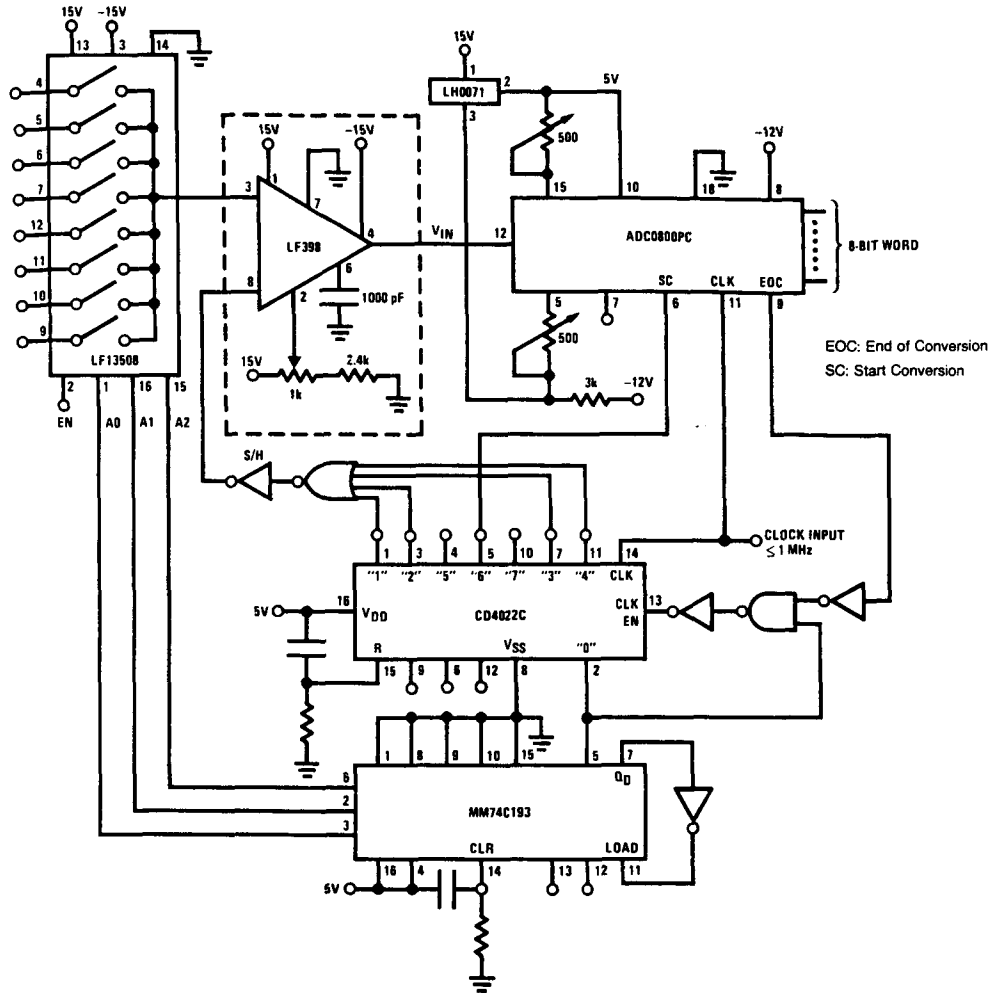 15V -15V
13 3 14
4
5
6
7
12
11
10
9
LF13508
2 1 16 15
EN A0 A1 A2
15V -15V
3 1 7 4
LF398
8 2 6
1000 pF
15V 2.4k
1k
S/H
15V
1
LH0071 2 5V
3
500
-12V
15 10 18 8
VIN 12
ADC0800PC
8-BIT WORD
SC CLK EOC
5 7 6 11 9
500
3k -12V
EOC: End of Conversion
SC: Start Conversion
CLOCK INPUT
≤ 1 MHz
1 3 4 5 10 7 11 14
"1" "2" "5" "6" "7" "3" "4" CLK
5V 16 VDD
CD4022C
CLK 13
EN
R VSS "0"
15 9 6 12 8 2
1 8 9 10 15 5 7
QD
6
2
3
MM74C193
CLR LOAD
16 4 14 13 12 11
5V